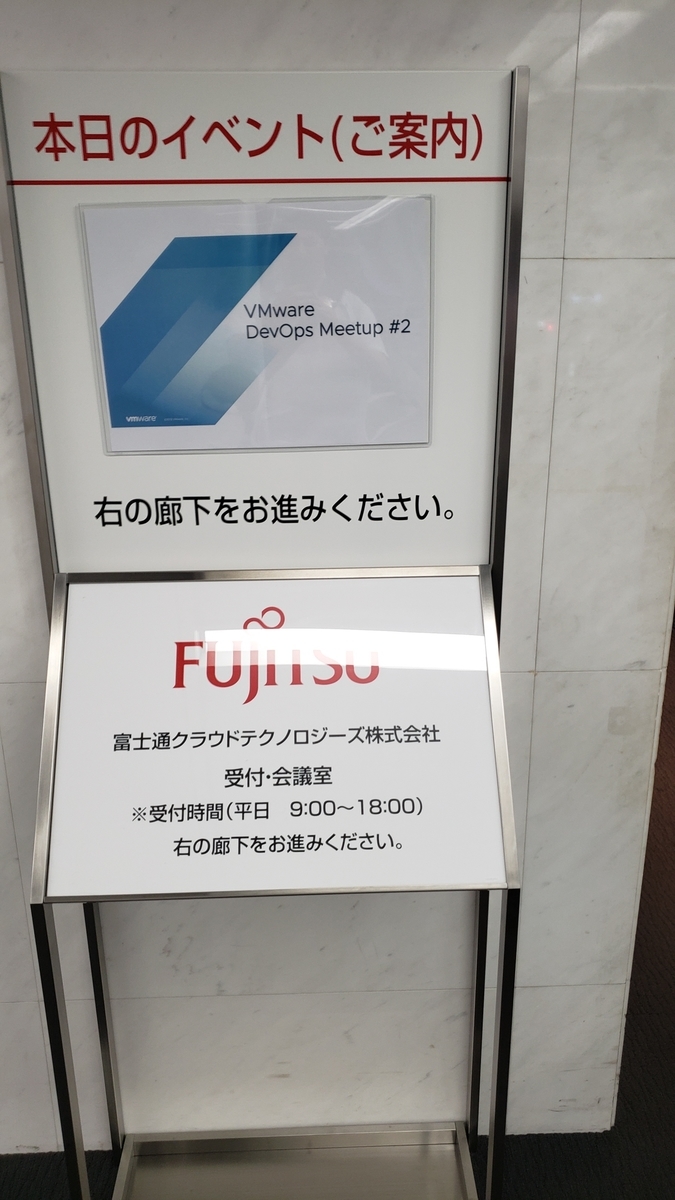 本日のイベント(ご案内)
VMware
DevOps Meetup #2
vmware
右の廊下をお進みください。
FUJITSU
富士通クラウドテクノロジーズ株式会社
受付・会議室
※受付時間(平日　9:00〜18:00)
右の廊下をお進みください。